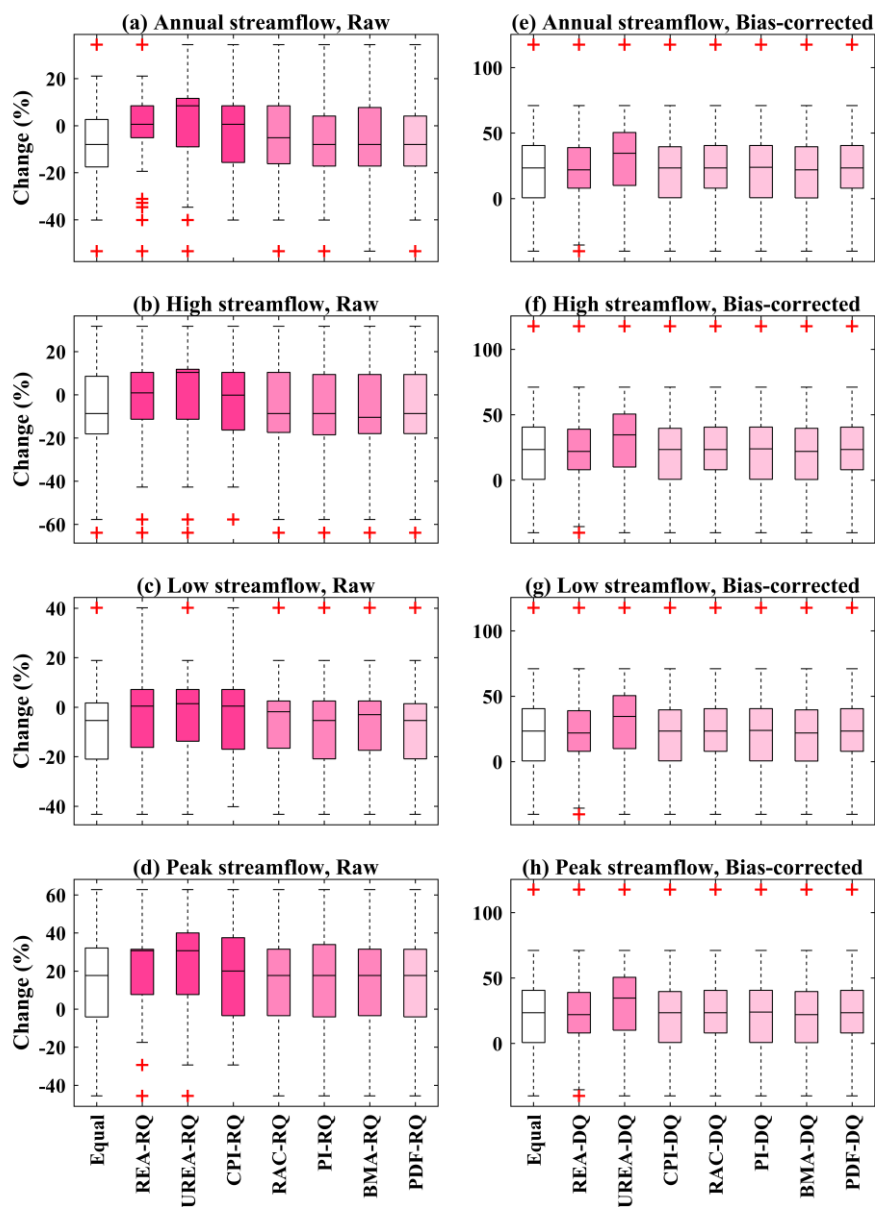 (a) Annual streamflow, Raw
20
0
-20
-40
Change (%)
(b) High streamflow, Raw
20
0
-20
-40
-60
Change (%)
(c) Low streamflow, Raw
40
20
0
-20
-40
Change (%)
(d) Peak streamflow, Raw
60
40
20
0
-20
-40
Change (%)
Equal
REA-RQ
UREA-RQ
CPI-RQ
RAC-RQ
PI-RQ
BMA-RQ
PDF-RQ
(e) Annual streamflow, Bias-corrected
100
50
0
(f) High streamflow, Bias-corrected
100
50
0
(g) Low streamflow, Bias-corrected
100
50
0
(h) Peak streamflow, Bias-corrected
100
50
0
Equal
REA-DQ
UREA-DQ
CPI-DQ
RAC-DQ
PI-DQ
BMA-DQ
PDF-DQ